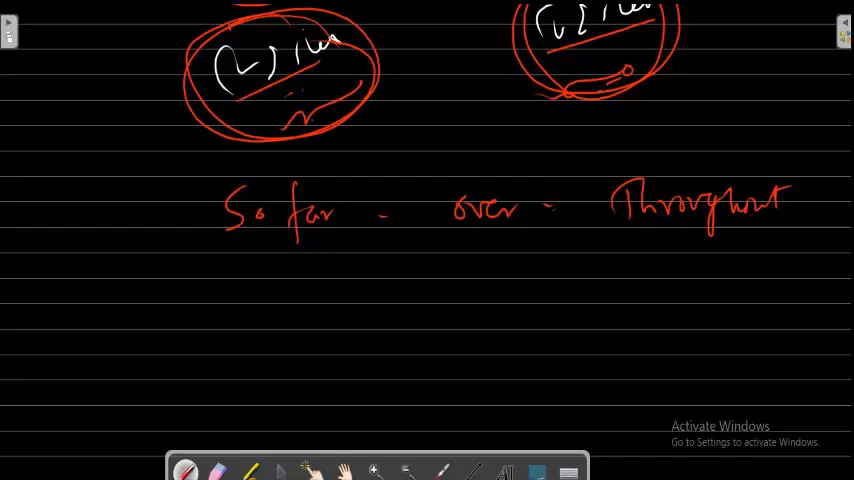 So far - over - Throughout
Activate Windows
Go to Settings to activate Windows.